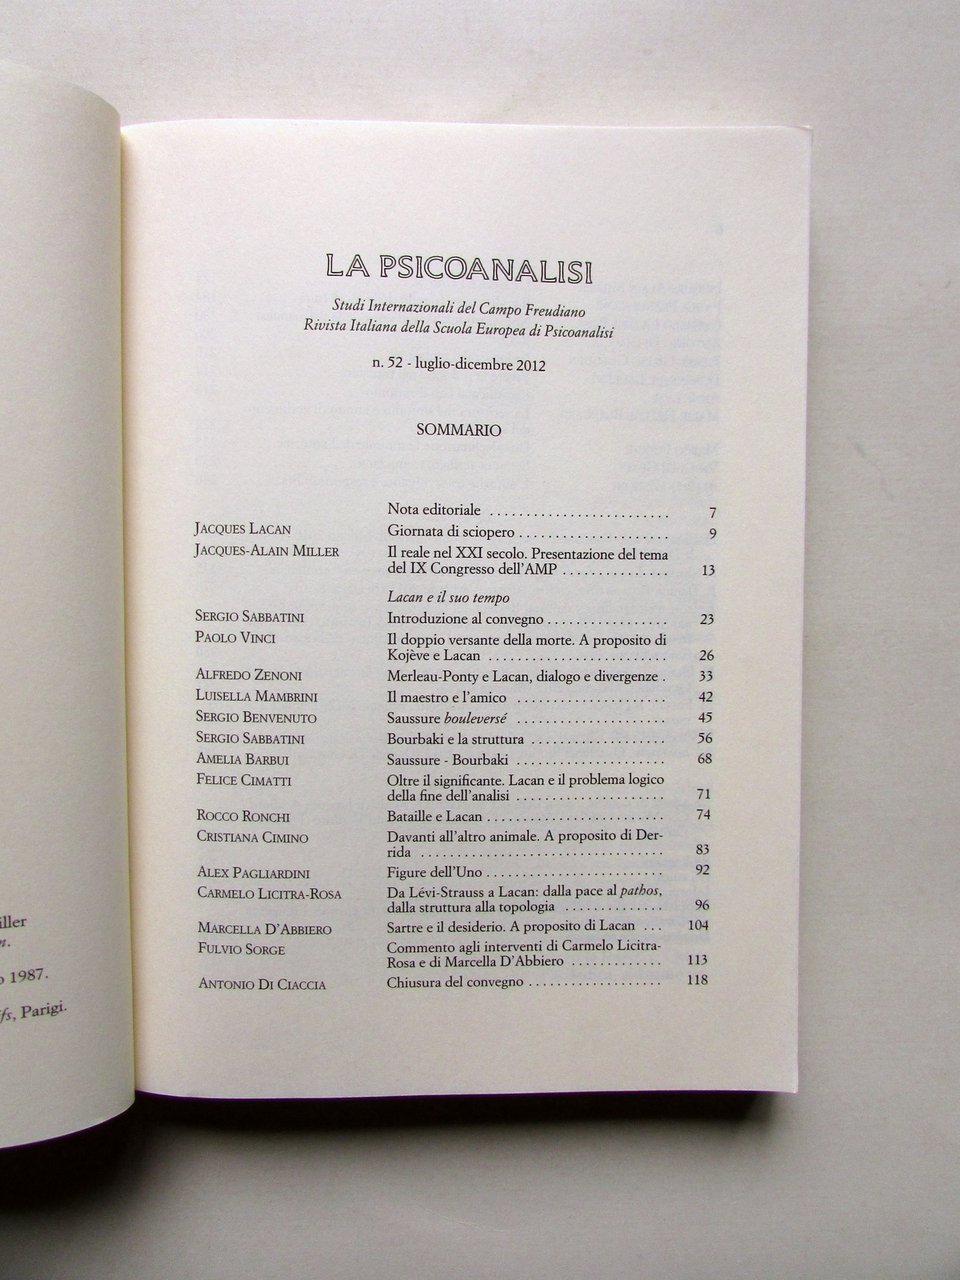 LA PSICOANALISI
Studi Internazionali del Campo Freudiano
Rivista Italiana della Scuola Europea di Psicoanalisi
n. 52 - luglio-dicembre 2012
SOMMARIO
Nota editoriale . . . . . . . . . . . . . . . . . . . . . . . . . 7
JACQUES LACAN Giornata di sciopero . . . . . . . . . . . . . . . . . . . . . 9
JACQUES-ALAIN MILLER Il reale nel XXI secolo. Presentazione del tema
del IX Congresso dell'AMP . . . . . . . . . . . . . . . 13
Lacan e il suo tempo
SERGIO SABBATINI Introduzione al convegno . . . . . . . . . . . . . . . . . 23
PAOLO VINCI Il doppio versante della morte. A proposito di
Kojève e Lacan . . . . . . . . . . . . . . . . . . . . . . . . . 26
ALFREDO ZENONI Merleau-Ponty e Lacan, dialogo e divergenze . 33
LUISELLA MAMBRINI Il maestro e l'amico . . . . . . . . . . . . . . . . . . . . . . 42
SERGIO BENVENUTO Saussure bouleversé . . . . . . . . . . . . . . . . . . . . . 45
SERGIO SABBATINI Bourbaki e la struttura . . . . . . . . . . . . . . . . . . . 56
AMELIA BARBUI Saussure - Bourbaki . . . . . . . . . . . . . . . . . . . . . 68
FELICE CIMATTI Oltre il significante. Lacan e il problema logico
della fine dell'analisi . . . . . . . . . . . . . . . . . . . . . 71
ROCCO RONCHI Bataille e Lacan . . . . . . . . . . . . . . . . . . . . . . . . . 74
CRISTIANA CIMINO Davanti all'altro animale. A proposito di Der-
rida . . . . . . . . . . . . . . . . . . . . . . . . . . . . . . . . . . 83
ALEX PAGLIARDINI Figure dell'Uno . . . . . . . . . . . . . . . . . . . . . . . . . 92
CARMELO LICITRA-ROSA Da Lévi-Strauss a Lacan: dalla pace al pathos,
dalla struttura alla topologia . . . . . . . . . . . . . . 96
MARCELLA D'ABBIERO Sartre e il desiderio. A proposito di Lacan . . . 104
FULVIO SORGE Commento agli interventi di Carmelo Licitra-
Rosa e di Marcella D'Abbiero . . . . . . . . . . . . . 113
ANTONIO DI CIACCIA Chiusura del convegno . . . . . . . . . . . . . . . . . . . 118
1987.
Parigi.